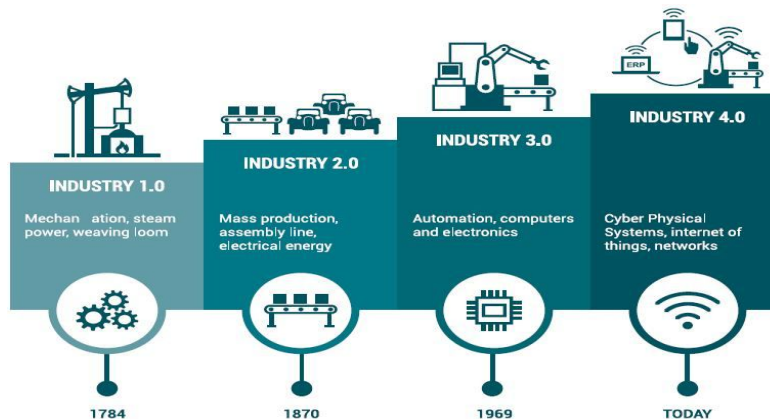 ERP
INDUSTRY 1.0
Mechan ation, steam
power, weaving loom
INDUSTRY 2.0
Mass production,
assembly line,
electrical energy
INDUSTRY 3.0
Automation, computers
and electronics
INDUSTRY 4.0
Cyber Physical
Systems, internet of
things, networks
1784
1870
1969
TODAY